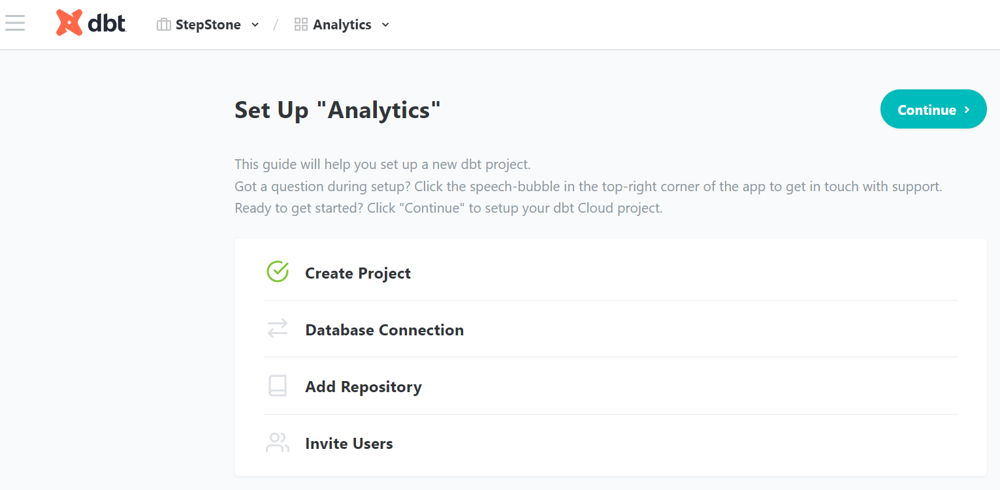 dbt StepStone / Analytics
Set Up "Analytics"
Continue
This guide will help you set up a new dbt project.
Got a question during setup? Click the speech-bubble in the top-right corner of the app to get in touch with support.
Ready to get started? Click "Continue" to setup your dbt Cloud project.
Create Project
Database Connection
Add Repository
Invite Users